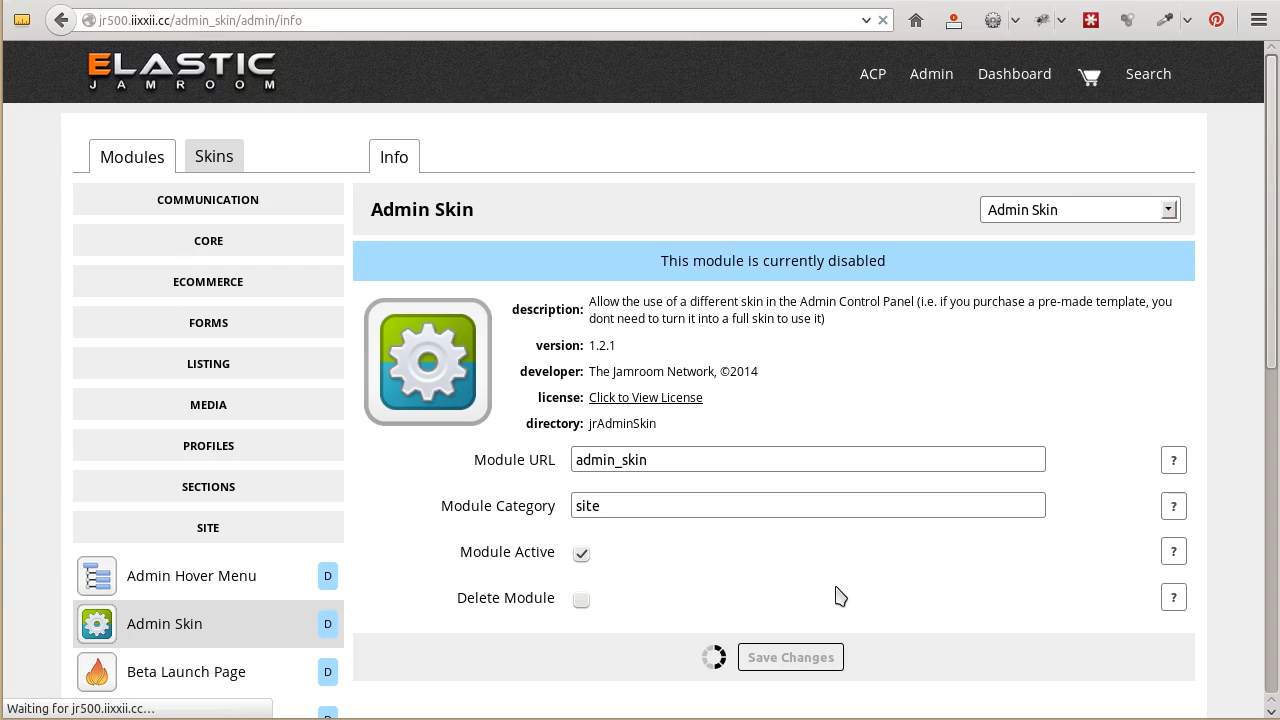 jr500.iixxii.cc/admin_skin/admin/info
ELASTIC
JAMROOM
ACP Admin Dashboard Search
Modules Skins Info
COMMUNICATION
CORE
ECOMMERCE
FORMS
LISTING
MEDIA
PROFILES
SECTIONS
SITE
Admin Hover Menu D
Admin Skin D
Beta Launch Page D
Admin Skin Admin Skin
This module is currently disabled
description: Allow the use of a different skin in the Admin Control Panel (i.e. if you purchase a pre-made template, you
dont need to turn it into a full skin to use it)
version: 1.2.1
developer: The Jamroom Network, ©2014
license: Click to View License
directory: jrAdminSkin
Module URL admin_skin ?
Module Category site ?
Module Active ?
Delete Module ?
Save Changes
Waiting for jr500.iixxii.cc...